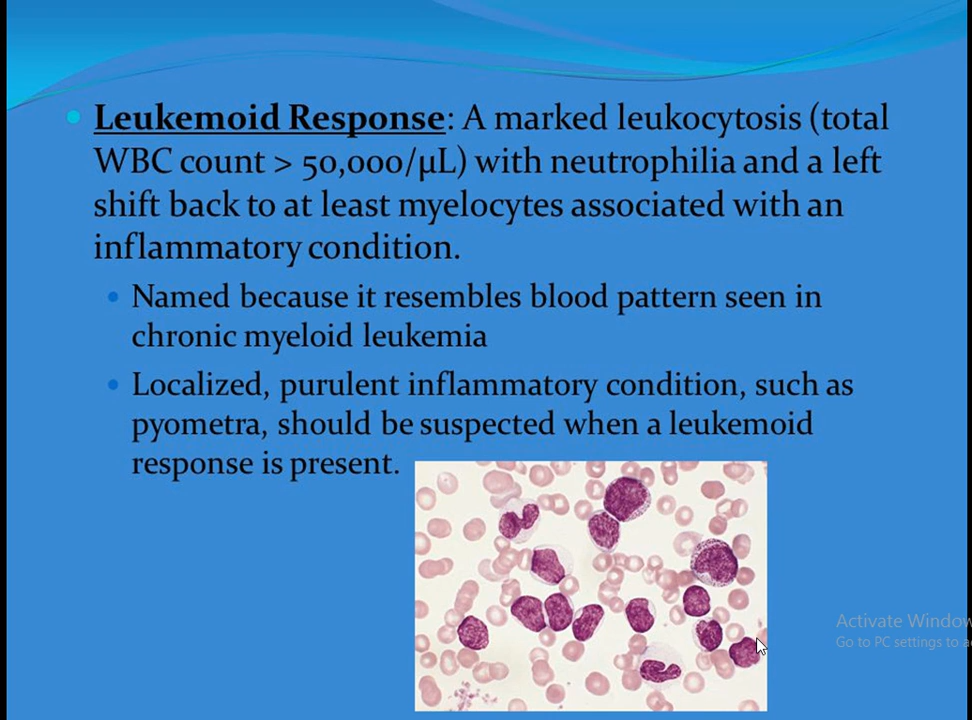 Leukemoid Response: A marked leukocytosis (total
WBC count > 50,000/µL) with neutrophilia and a left
shift back to at least myelocytes associated with an
inflammatory condition.
Named because it resembles blood pattern seen in
chronic myeloid leukemia
Localized, purulent inflammatory condition, such as
pyometra, should be suspected when a leukemoid
response is present.
Activate Window
Go to PC settings to a